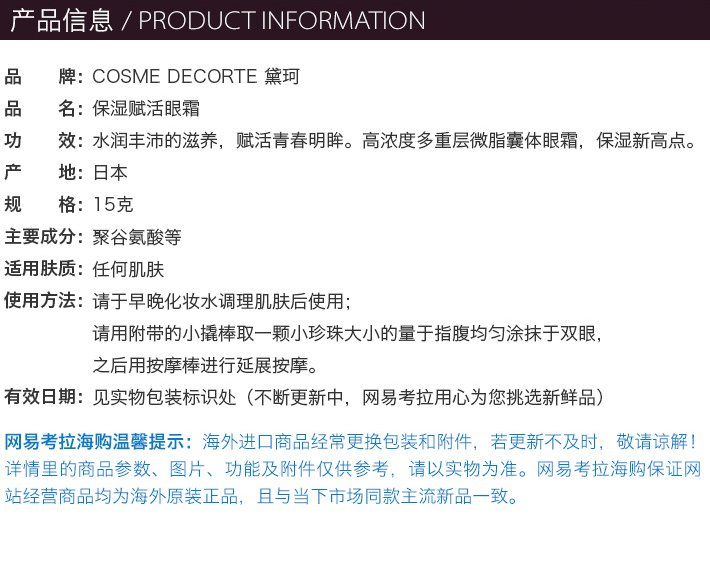 产品信息 / PRODUCT INFORMATION
品 牌：COSME DECORTE 黛珂
品 名：保湿赋活眼霜
功 效：水润丰沛的滋养，赋活青春明眸。高浓度多重层微脂囊体眼霜，保湿新高点。
产 地：日本
规 格：15克
主要成分：聚谷氨酸等
适用肤质：任何肌肤
使用方法：请于早晚化妆水调理肌肤后使用；
请用附带的小撬棒取一颗小珍珠大小的量于指腹均匀涂抹于双眼，
之后用按摩棒进行延展按摩。
有效日期：见实物包装标识处（不断更新中，网易考拉用心为您挑选新鲜品）
网易考拉海购温馨提示：海外进口商品经常更换包装和附件，若更新不及时，敬请谅解！
详情里的商品参数、图片、功能及附件仅供参考，请以实物为准。网易考拉海购保证网
站经营商品均为海外原装正品，且与当下市场同款主流新品一致。